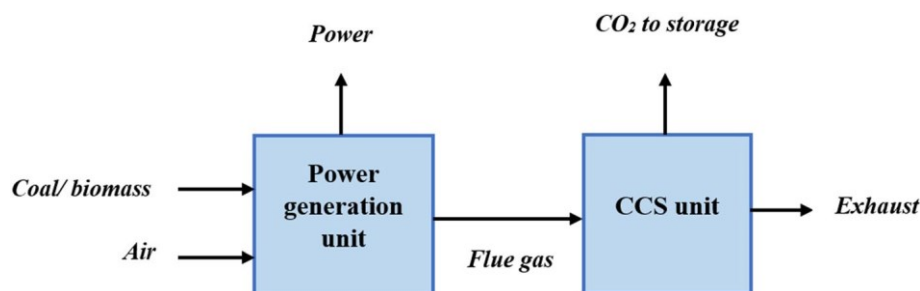 Power
CO₂ to storage
Coal/ biomass
Air
Power
generation
unit
Flue gas
CCS unit
Exhaust